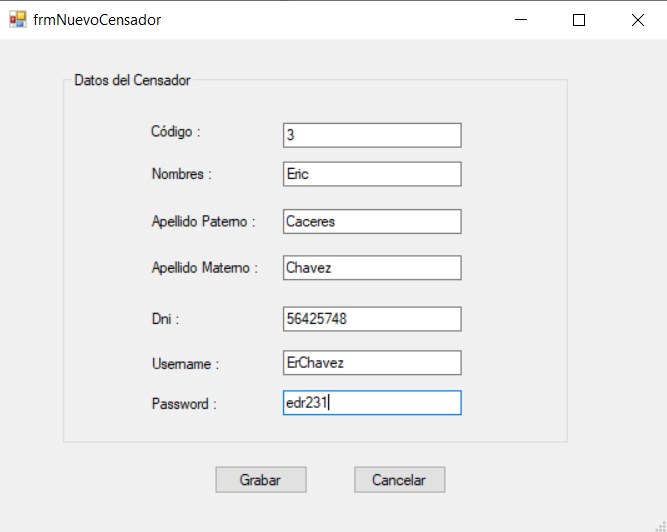 frmNuevoCensador
Datos del Censador
Código : 3
Nombres : Eric
Apellido Paterno : Caceres
Apellido Materno : Chavez
Dni : 56425748
Username : ErChavez
Password : edr231
Grabar Cancelar